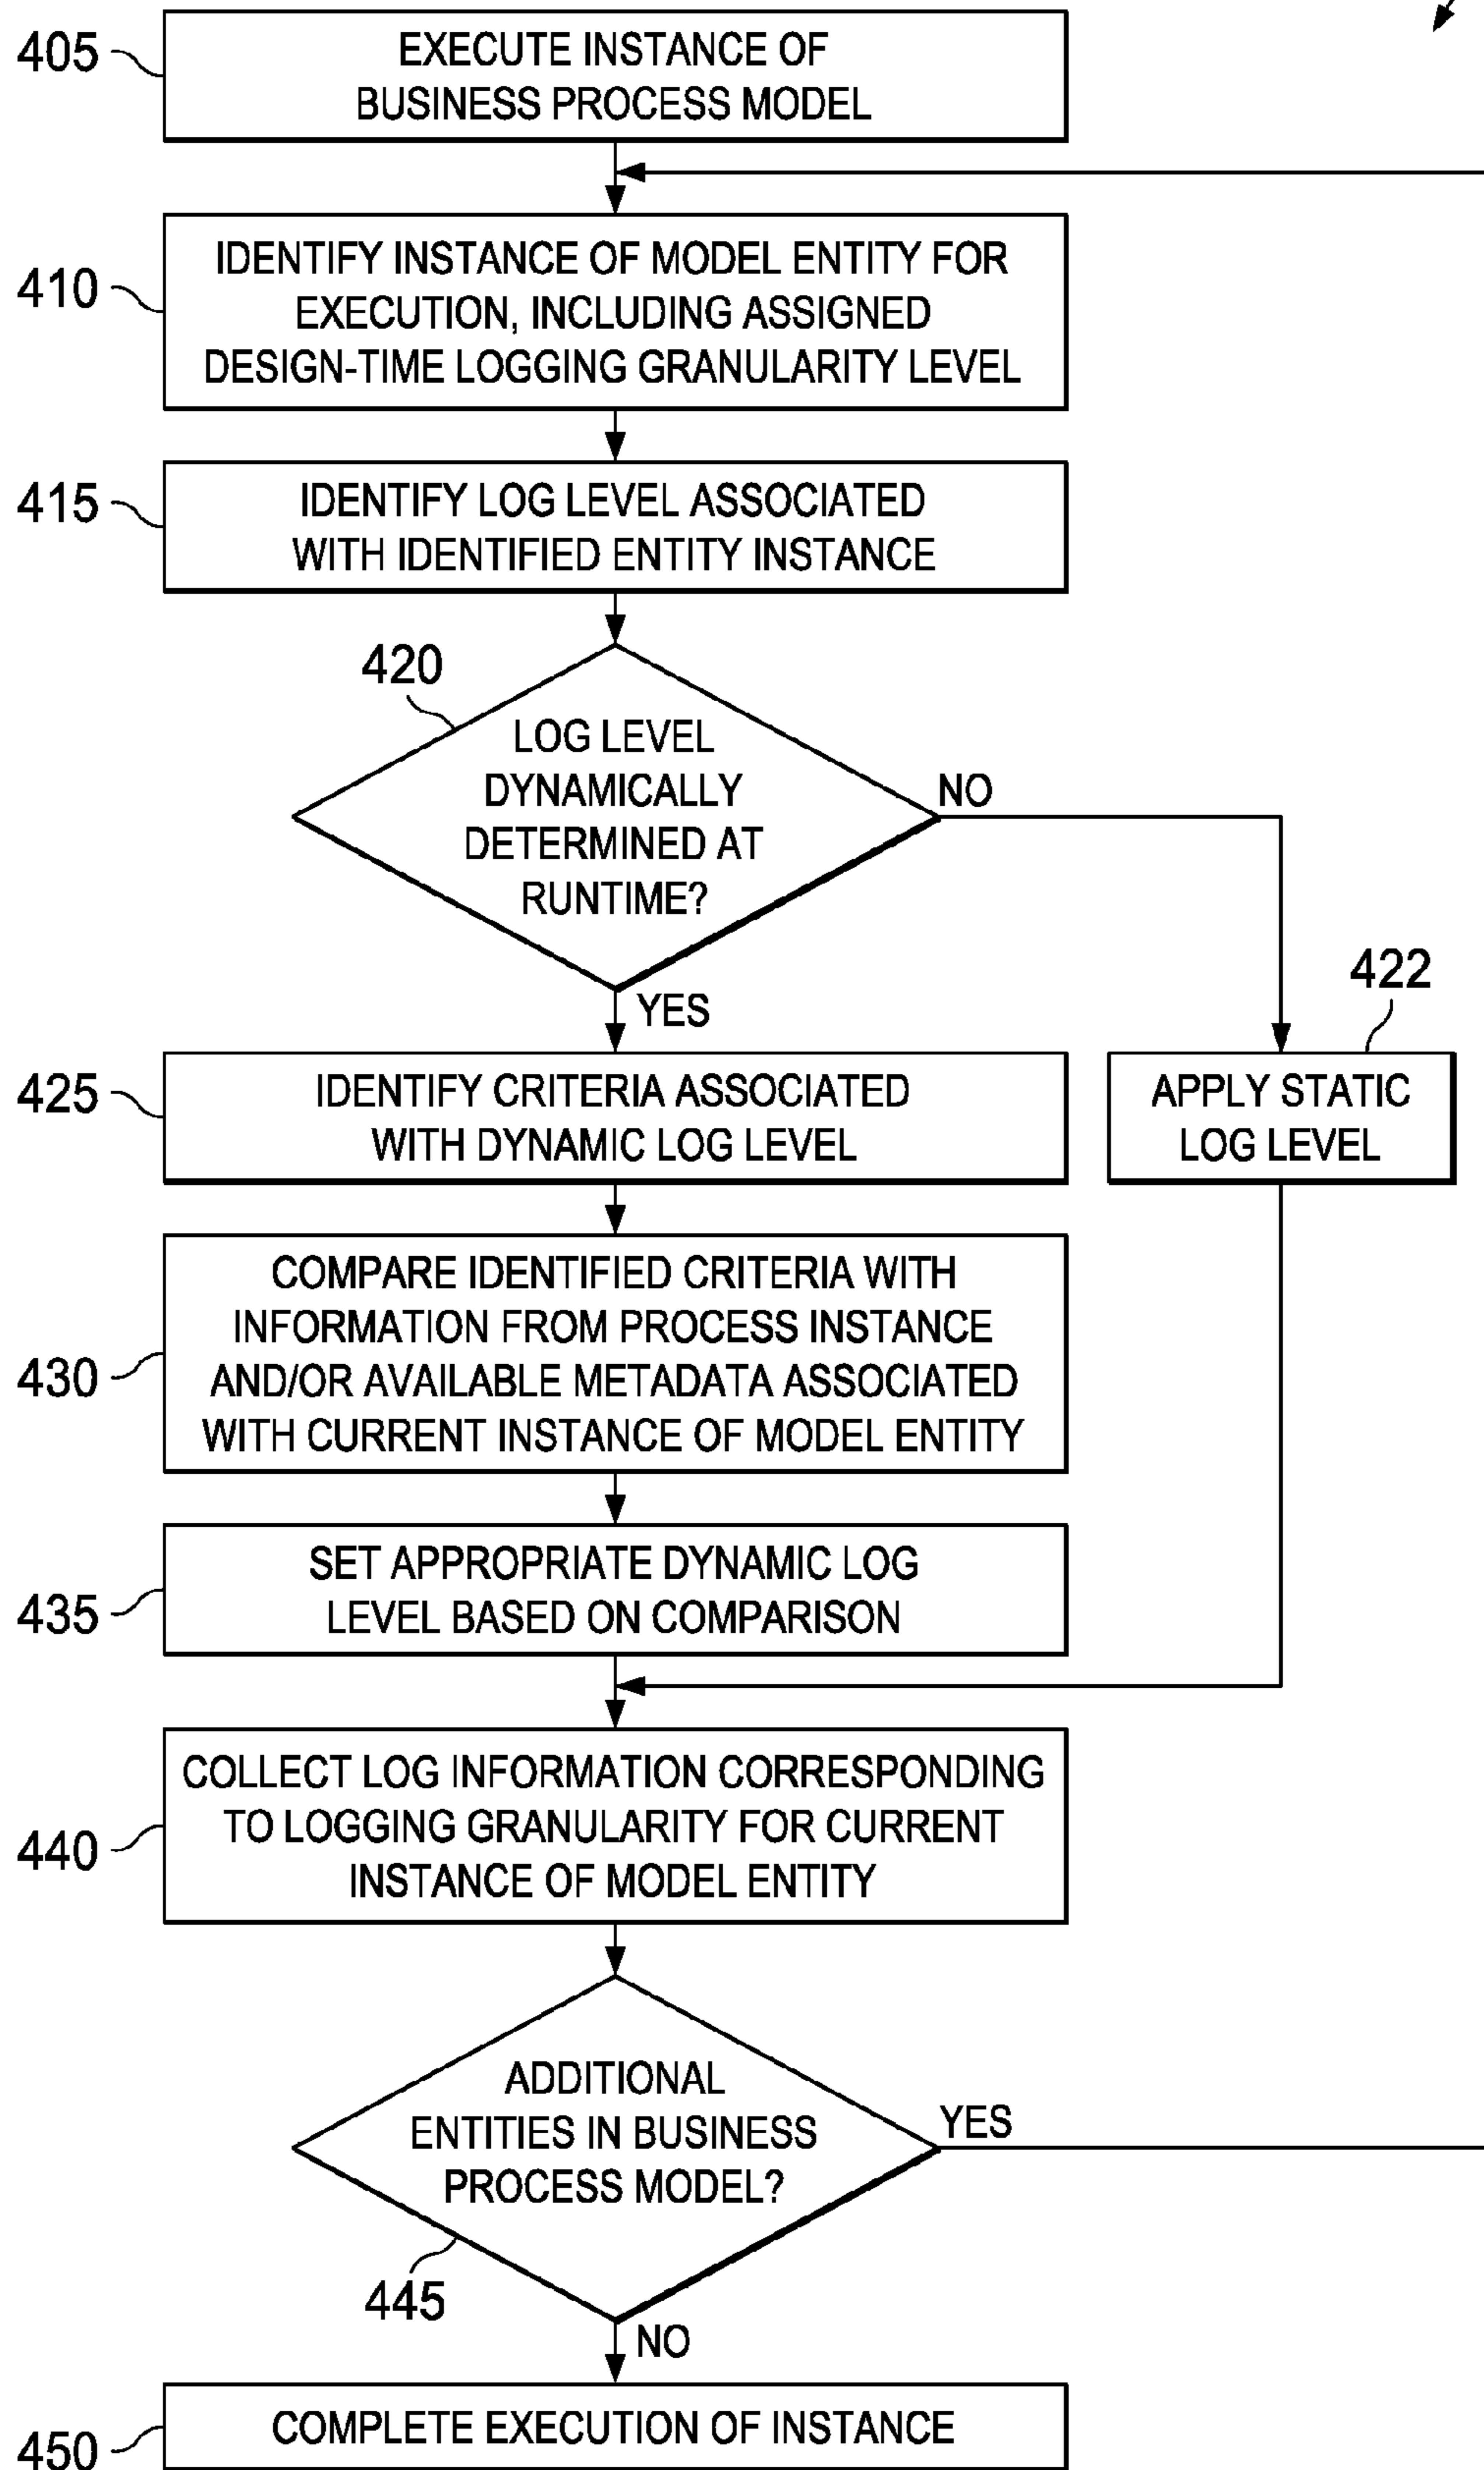 405
EXECUTE INSTANCE OF
BUSINESS PROCESS MODEL
410
IDENTIFY INSTANCE OF MODEL ENTITY FOR
EXECUTION, INCLUDING ASSIGNED
DESIGN-TIME LOGGING GRANULARITY LEVEL
415
IDENTIFY LOG LEVEL ASSOCIATED
WITH IDENTIFIED ENTITY INSTANCE
420
LOG LEVEL
DYNAMICALLY
DETERMINED AT
RUNTIME?
NO
YES
422
APPLY STATIC
LOG LEVEL
425
IDENTIFY CRITERIA ASSOCIATED
WITH DYNAMIC LOG LEVEL
430
COMPARE IDENTIFIED CRITERIA WITH
INFORMATION FROM PROCESS INSTANCE
AND/OR AVAILABLE METADATA ASSOCIATED
WITH CURRENT INSTANCE OF MODEL ENTITY
435
SET APPROPRIATE DYNAMIC LOG
LEVEL BASED ON COMPARISON
440
COLLECT LOG INFORMATION CORRESPONDING
TO LOGGING GRANULARITY FOR CURRENT
INSTANCE OF MODEL ENTITY
ADDITIONAL
ENTITIES IN BUSINESS
PROCESS MODEL?
YES
445
NO
450
COMPLETE EXECUTION OF INSTANCE